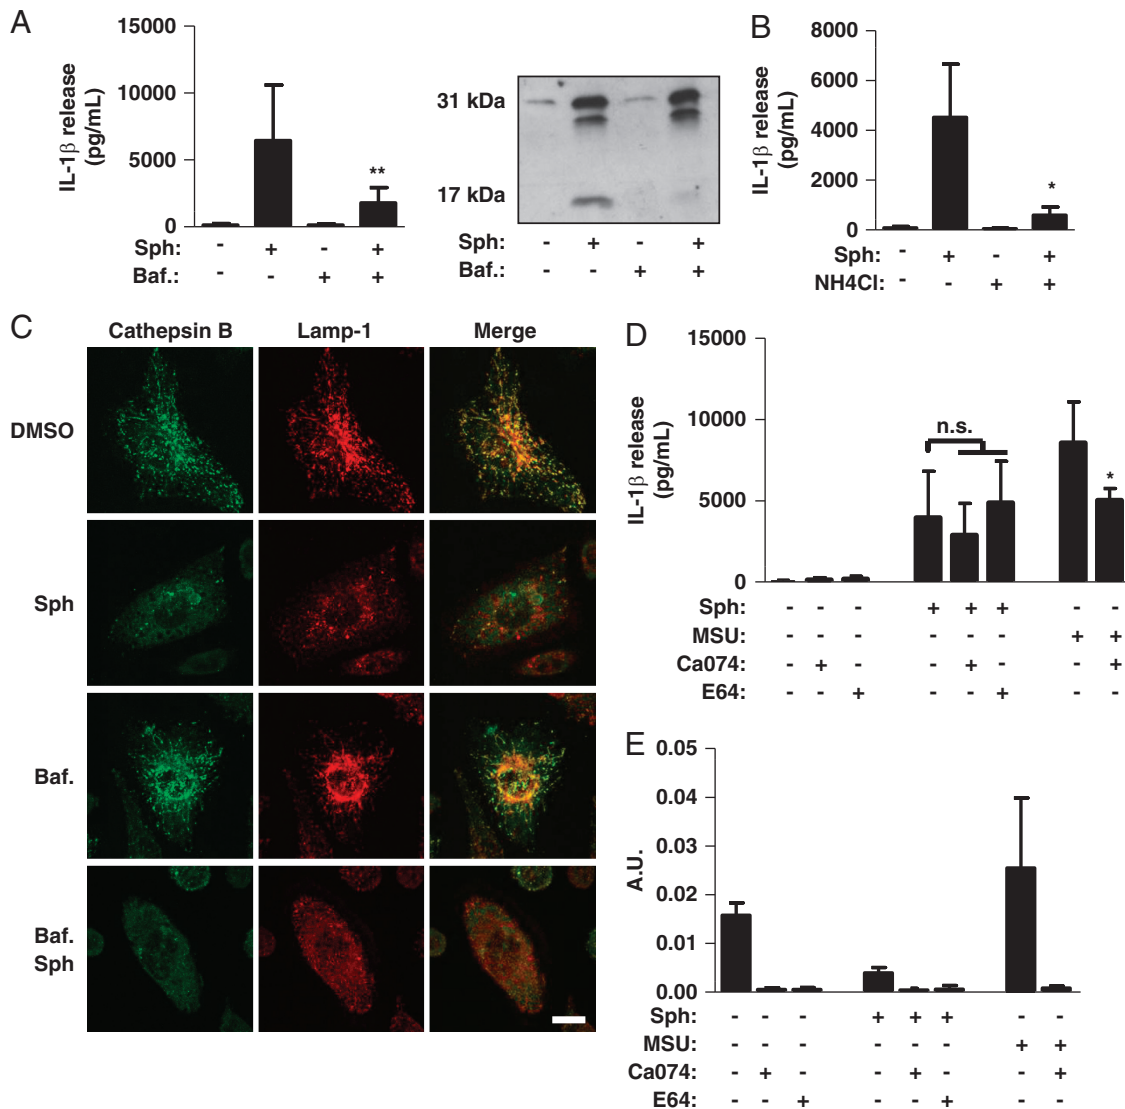 A
15000
10000
5000
0
IL-1β release
(pg/mL)
**
Sph: - + - +
Baf.: - - + +
31 kDa
17 kDa
Sph: - + - +
Baf.: - - + +
B
8000
6000
4000
2000
0
IL-1β release
(pg/mL)
*
Sph: - + - +
NH4Cl: - - + +
C
Cathepsin B Lamp-1 Merge
DMSO
Sph
Baf.
Baf.
Sph
D
15000
10000
5000
0
IL-1β release
(pg/mL)
n.s.
*
Sph: - - - + + + - -
MSU: - - - - - - + +
Ca074: - + - - + - - +
E64: - - + - - + - -
E
0.05
0.04
0.03
0.02
0.01
0.00
A.U.
Sph: - - - + + + - -
MSU: - - - - - - + +
Ca074: - + - - + - - +
E64: - - + - - + - -